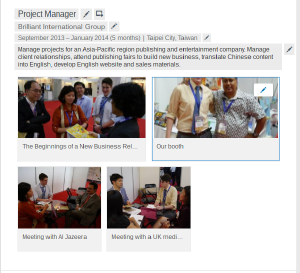 Project Manager
Brilliant International Group
September 2013 – January 2014 (5 months) | Taipei City, Taiwan
Manage projects for an Asia-Pacific region publishing and entertainment company. Manage
client relationships, attend publishing fairs to build new business, translate Chinese content
into English, develop English website and sales materials.
The Beginnings of a New Business Rel...
Our booth
Meeting with Al Jazeera
Meeting with a UK medi...